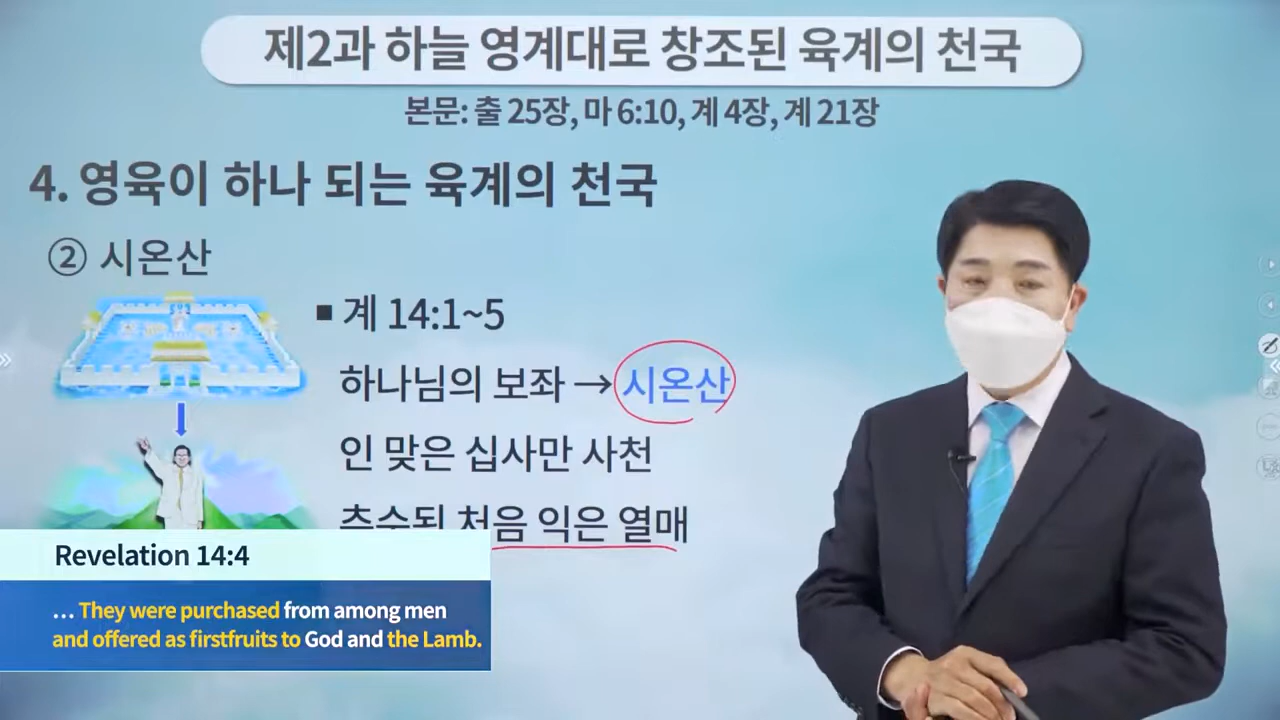 제2과 하늘 영계대로 창조된 육계의 천국
본문: 출 25장, 마 6:10, 계 4장, 계 21장
4. 영육이 하나 되는 육계의 천국
② 시온산
■ 계 14:1~5
하나님의 보좌 → 시온산
인 맞은 십사만 사천
추수된 처음 익은 열매
Revelation 14:4
… They were purchased from among men
and offered as firstfruits to God and the Lamb.